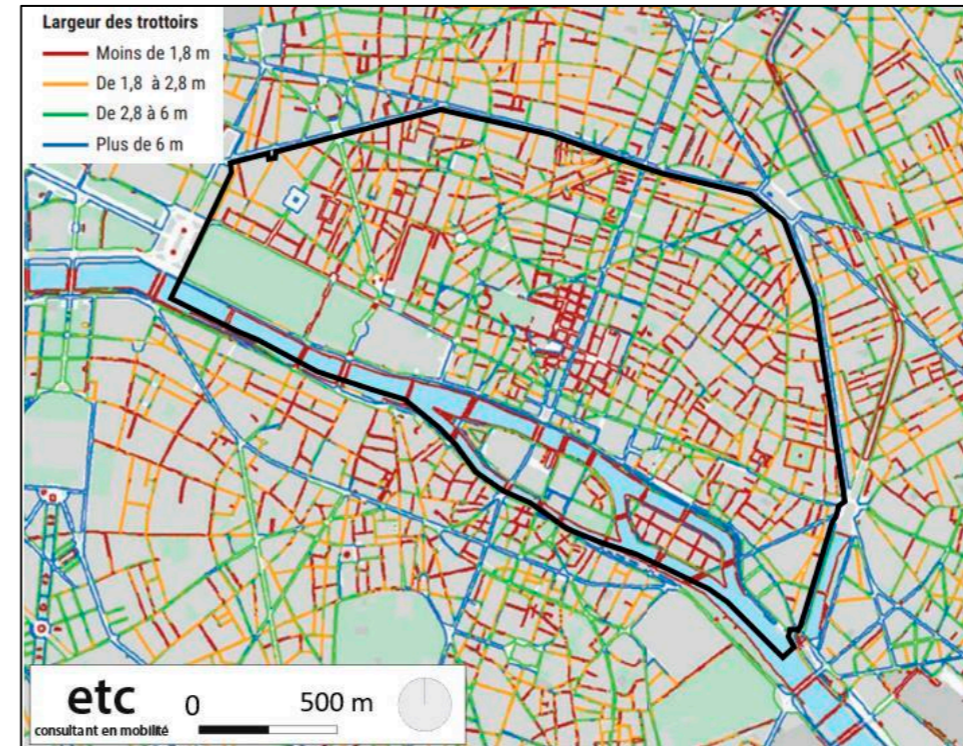 Largeur des trottoirs
Moins de 1,8 m
De 1,8 à 2,8 m
De 2,8 à 6 m
Plus de 6 m
etc
consultant en mobilité
0 500 m